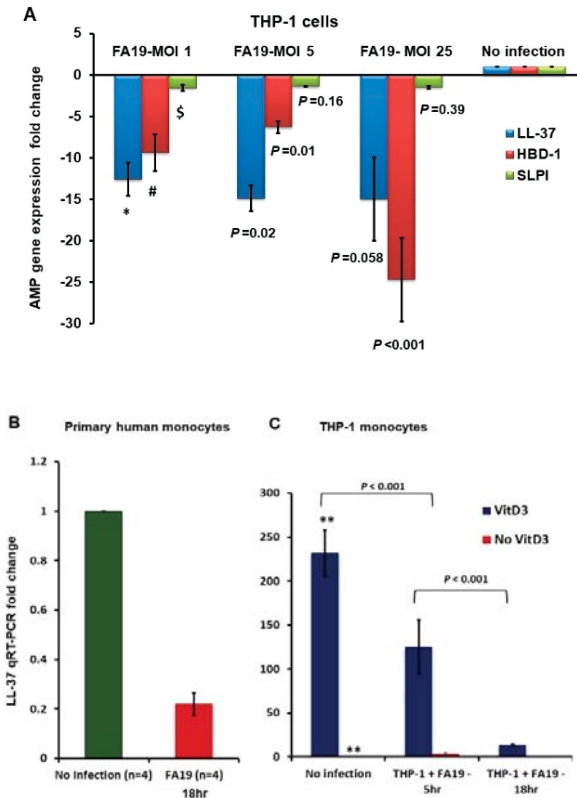 A
THP-1 cells
FA19-MOI 1
FA19-MOI 5
FA19- MOI 25
No infection
AMP gene expression fold change
5
0
-5
-10
-15
-20
-25
-30
*
#
$
P=0.02
P=0.01
P=0.16
P=0.058
P<0.001
P=0.39
LL-37
HBD-1
SLPI
B
Primary human monocytes
LL-37 qRT-PCR fold change
1.2
1
0.8
0.6
0.4
0.2
0
No Infection (n=4)
FA19 (n=4)
18hr
C
THP-1 monocytes
300
250
200
150
100
50
0
P < 0.001
**
P < 0.001
**
VitD3
No VitD3
No infection
THP-1 + FA19 -
5hr
THP-1 + FA19 -
18hr